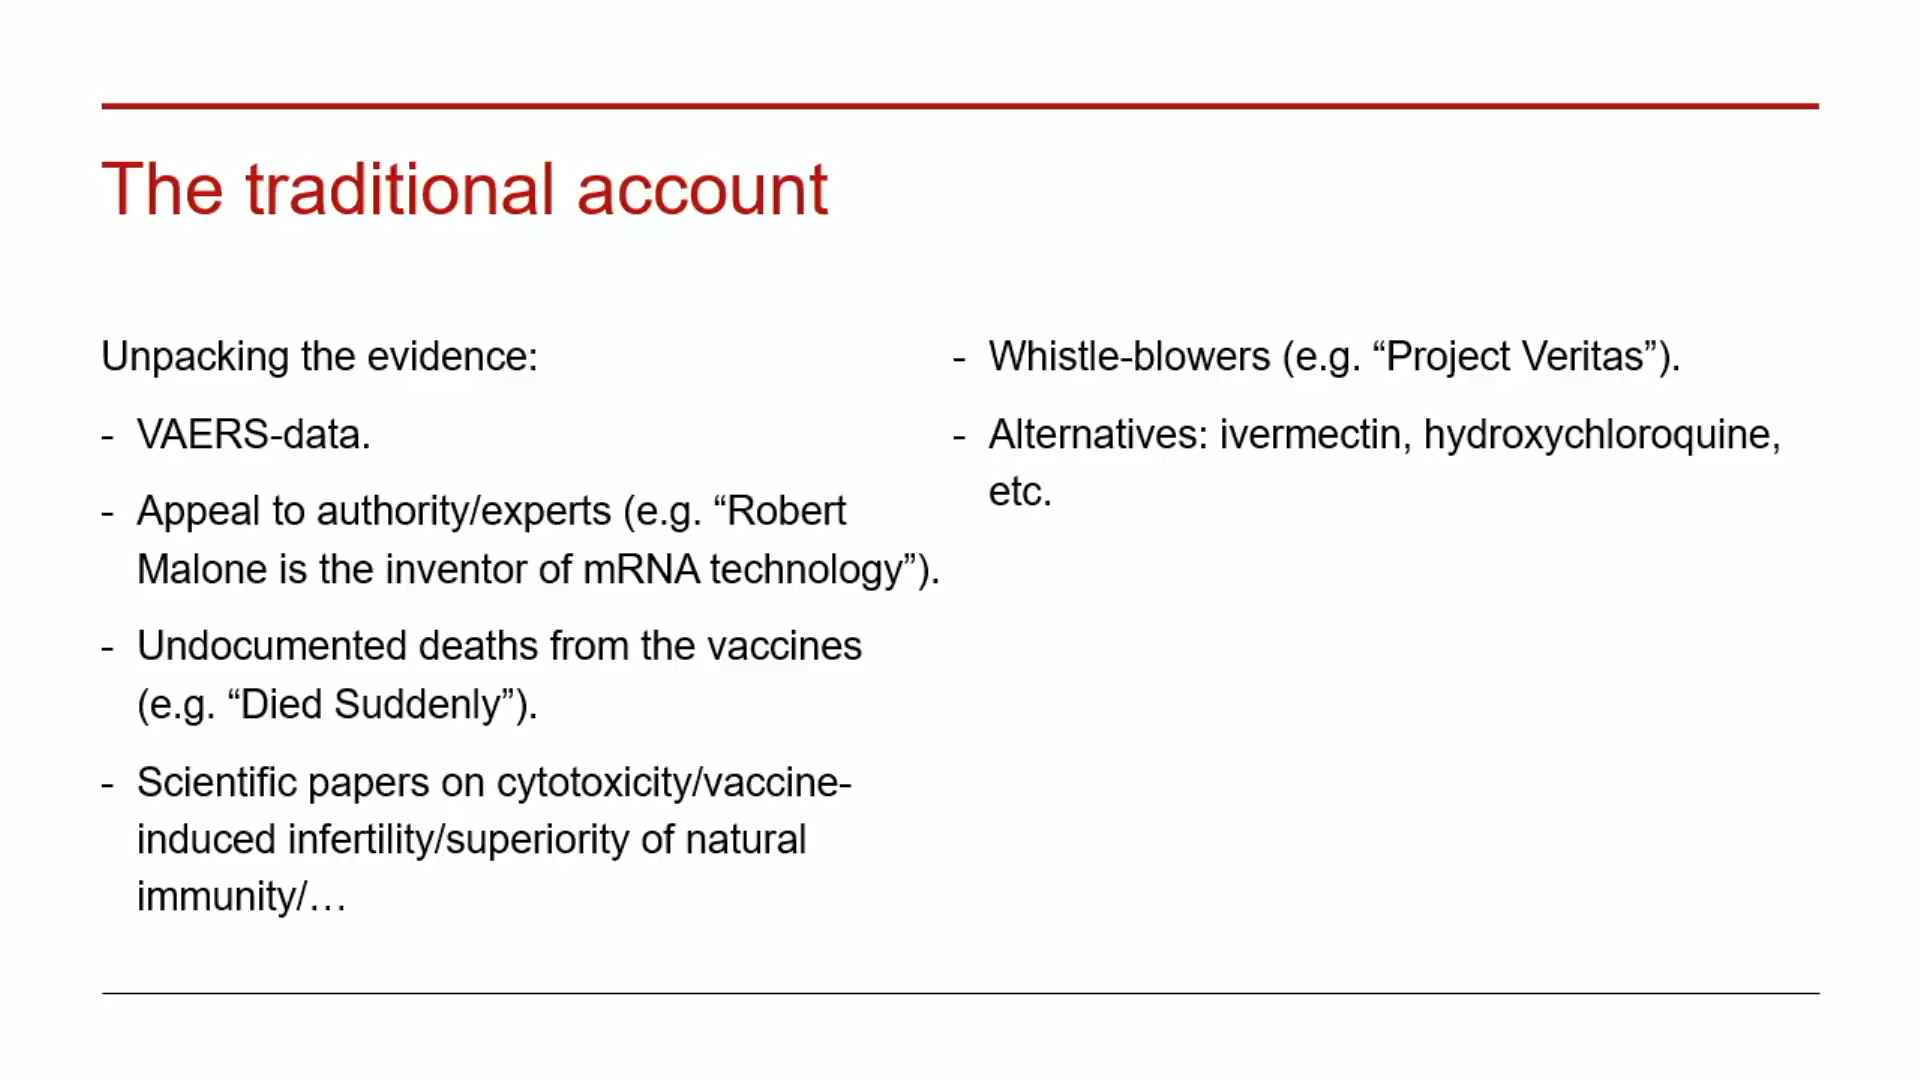 The traditional account
Unpacking the evidence:
- VAERS-data.
- Appeal to authority/experts (e.g. “Robert
Malone is the inventor of mRNA technology”).
- Undocumented deaths from the vaccines
(e.g. “Died Suddenly”).
- Scientific papers on cytotoxicity/vaccine-
induced infertility/superiority of natural
immunity/…
- Whistle-blowers (e.g. “Project Veritas”).
- Alternatives: ivermectin, hydroxychloroquine,
etc.